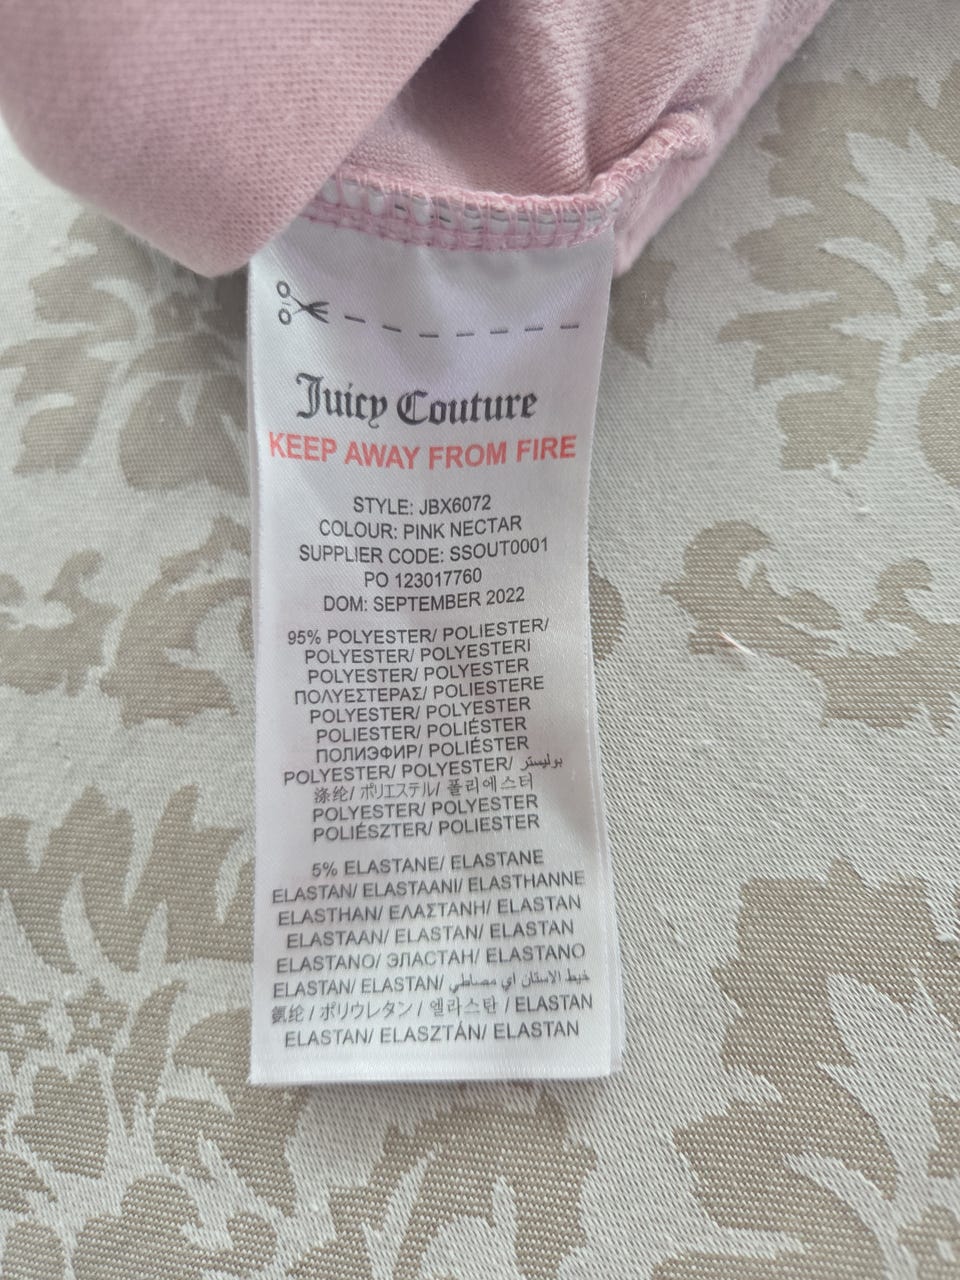 Juicy Couture
KEEP AWAY FROM FIRE
STYLE: JBX6072
COLOUR: PINK NECTAR
SUPPLIER CODE: SSOUT0001
PO 123017760
DOM: SEPTEMBER 2022
95% POLYESTER/ POLIESTER/
POLYESTER/ POLYESTERI
POLYESTER/ POLYESTER
ΠΟΛΥΕΣΤΕΡΑΣ/ POLIESTERE
POLYESTER/ POLYESTER
POLIESTER/ POLIÉSTER
ПОЛИЭФИР/ POLIÉSTER
POLYESTER/ POLYESTER/ بوليستر
涤纶/ ポリエステル/ 폴리에스터
POLYESTER/ POLYESTER
POLIÉSZTER/ POLIESTER
5% ELASTANE/ ELASTANE
ELASTAN/ ELASTAANI/ ELASTHANNE
ELASTHAN/ ΕΛΑΣΤΑΝΗ/ ELASTAN
ELASTAAN/ ELASTAN/ ELASTAN
ELASTANO/ ЭЛАСТАН/ ELASTANO
ELASTAN/ ELASTAN/ خيط الاستان اي مصاطي
氨纶 / ポリウレタン / 엘라스탄 / ELASTAN
ELASTAN/ ELASZTÁN/ ELASTAN